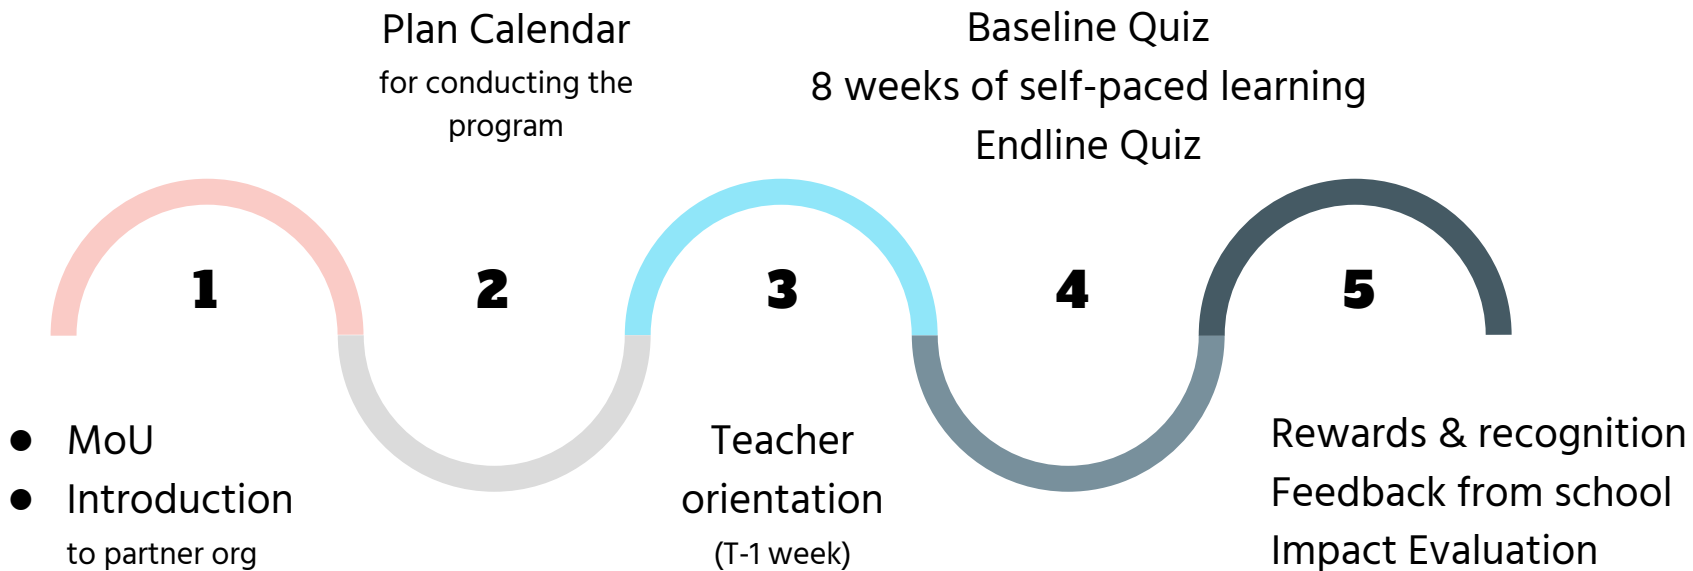 Plan Calendar
for conducting the
program
Baseline Quiz
8 weeks of self-paced learning
Endline Quiz
1
2
3
4
5
● MoU
● Introduction
to partner org
Teacher
orientation
(T-1 week)
Rewards & recognition
Feedback from school
Impact Evaluation